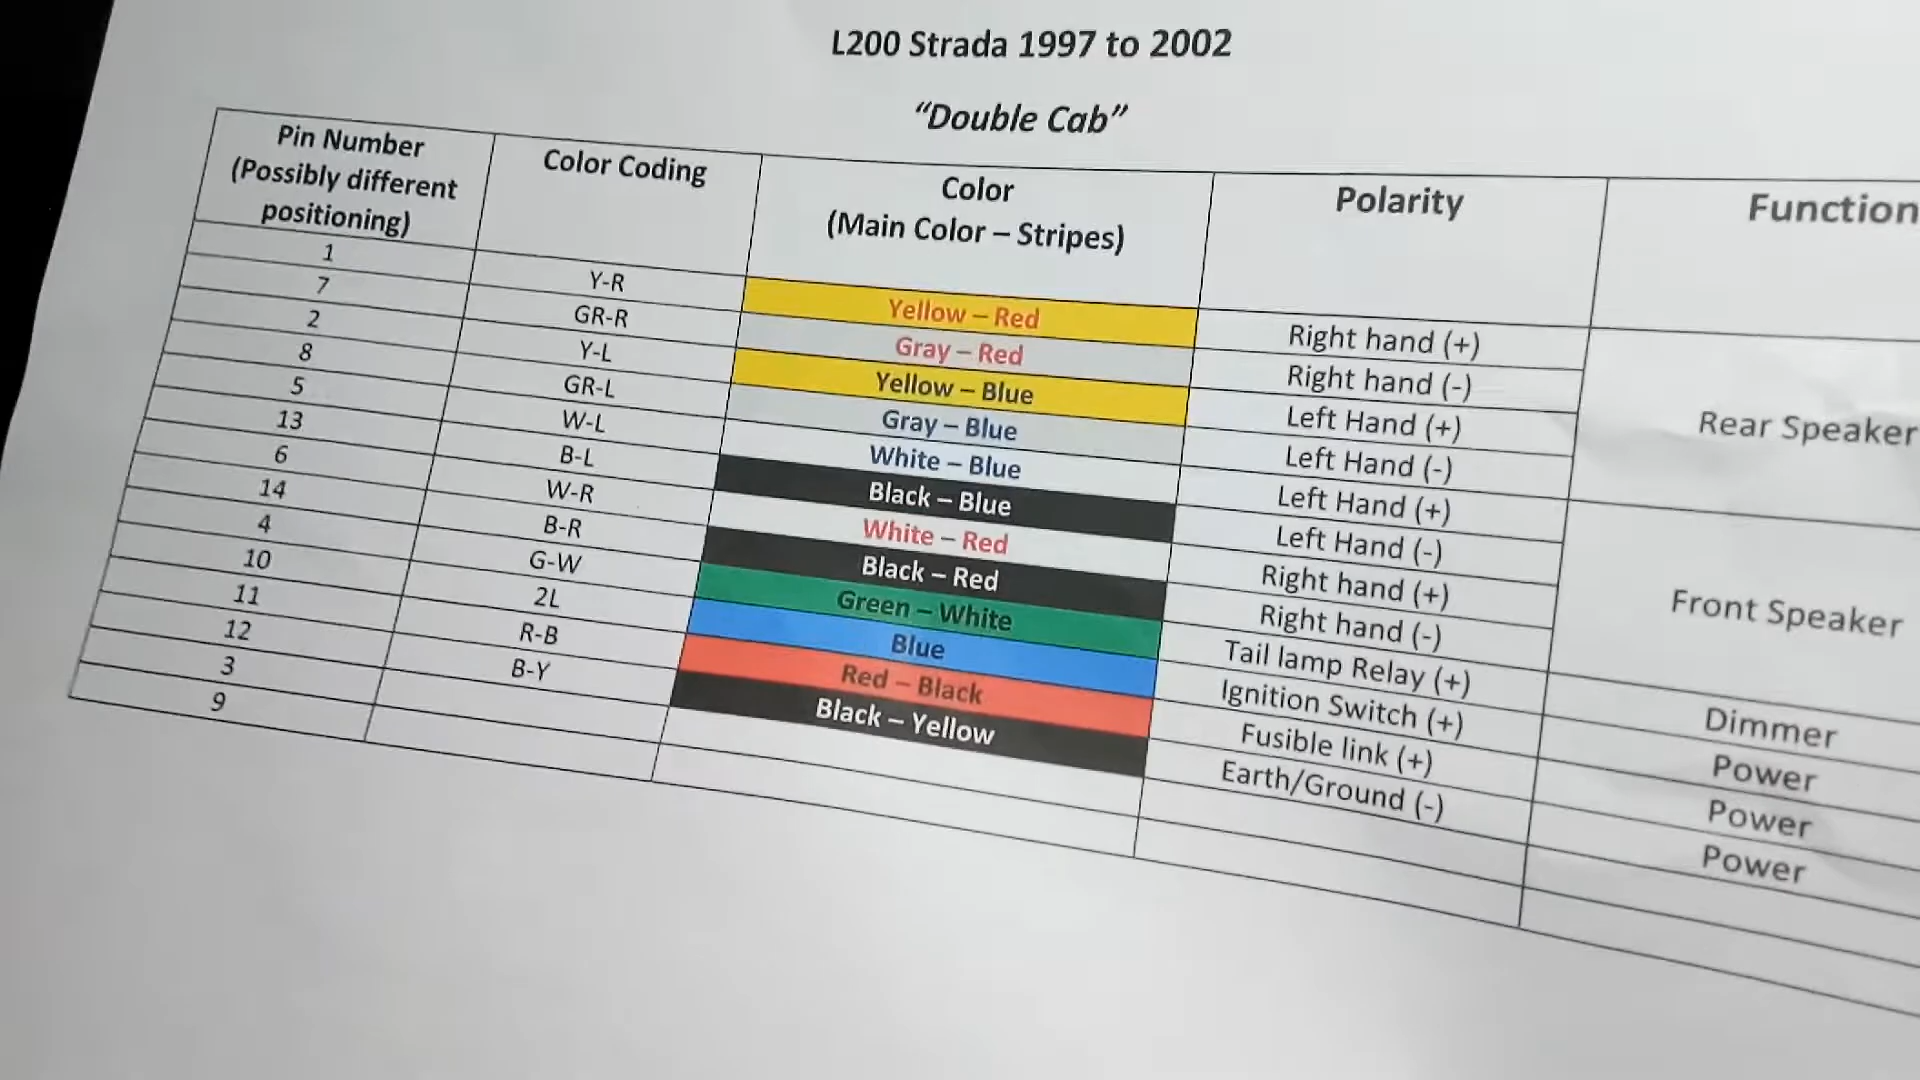 L200 Strada 1997 to 2002
“Double Cab”
Pin Number (Possibly different positioning) Color Coding Color (Main Color – Stripes) Polarity Function
1 Y-R Yellow – Red Right hand (+) Rear Speaker
7 GR-R Gray – Red Right hand (-)
2 Y-L Yellow – Blue Left Hand (+)
8 GR-L Gray – Blue Left Hand (-)
5 W-L White – Blue Left Hand (+) Front Speaker
13 B-L Black – Blue Left Hand (-)
6 W-R White – Red Right hand (+)
14 B-R Black – Red Right hand (-)
4 G-W Green – White Tail lamp Relay (+) Dimmer
10 2L Blue Ignition Switch (+) Power
11 R-B Red – Black Fusible link (+) Power
12 B-Y Black – Yellow Earth/Ground (-) Power
3
9